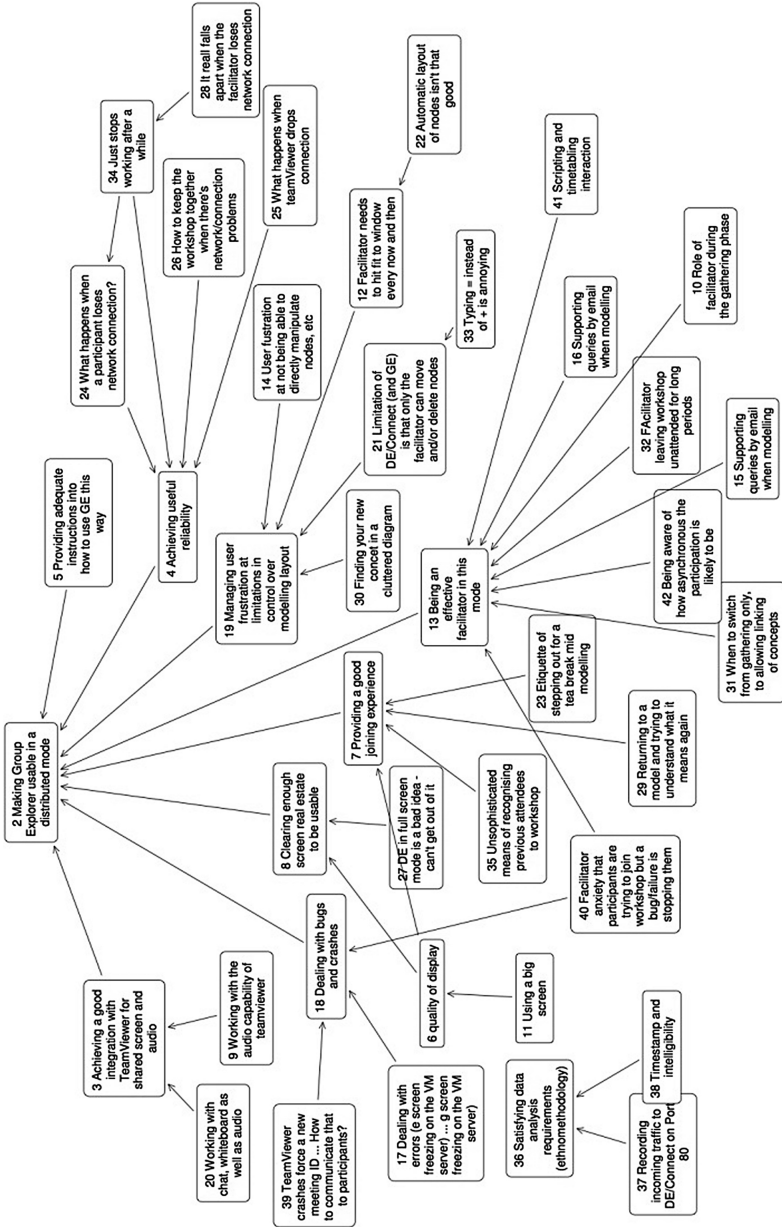 2 Making Group
Explorer usable in a
distributed mode
3 Achieving a good
integration with
TeamViewer for
shared screen and
audio
5 Providing adequate
instructions into
how to use GE this
way
24 What happens when
a participant loses
network connection?
34 Just stops
working after a
while
28 It reall falls
apart when the
facilitator loses
network connection
4 Achieving useful
reliability
26 How to keep the
workshop together
when there's
network/connection
problems
25 What happens when
teamViewer drops
connection
20 Working with
chat, whiteboard as
well as audio
9 Working with the
audio capability of
teamviewer
19 Managing user
frustration at
limitations in
control over
modelling layout
14 User fustration
at not being able to
directly manipulate
nodes, etc
39 TeamViewer
crashes force a new
meeting ID ... How
to communicate that
to participants?
18 Dealing with bugs
and crashes
8 Clearing enough
screen real estate
to be usable
7 Providing a good
joining experience
30 Finding your new
concet in a
cluttered diagram
21 Limitation of
DE/Connect (and GE)
is that only the
facilitator can move
and/or delete nodes
12 Facilitator needs
to hit fit to window
every now and then
22 Automatic layout
of nodes isn't that
good
17 Dealing with
errors (e screen
freezing on the VM
server) ... g screen
freezing on the VM
server)
6 quality of display
27 DE in full screen
mode is a bad idea -
can't get out of it
13 Being an
effective
facilitator in this
mode
33 Typing = instead
of + is annoying
35 Unsophisticated
means of recognising
previous attendees
to workshop
11 Using a big
screen
23 Etiquette of
stepping out for a
tea break mid
modelling
16 Supporting
queries by email
when modelling
41 Scripting and
timetabling
interaction
36 Satisfying data
analysis
requirements
(ethnomethodology)
40 Facilitator
anxiety that
participants are
trying to join
workshop but a
bug/failure is
stopping them
29 Returning to a
model and trying to
understand what it
means again
42 Being aware of
how asynchronous the
participation is
likely to be
32 FAcilitator
leaving workshop
unattended for long
periods
10 Role of
facilitator during
the gathering phase
37 Recording
incoming traffic to
DE/Connect on Port
80
38 Timestamp and
intelligibility
31 When to switch
from gathering only,
to allowing linking
of concepts
15 Supporting
queries by email
when modelling